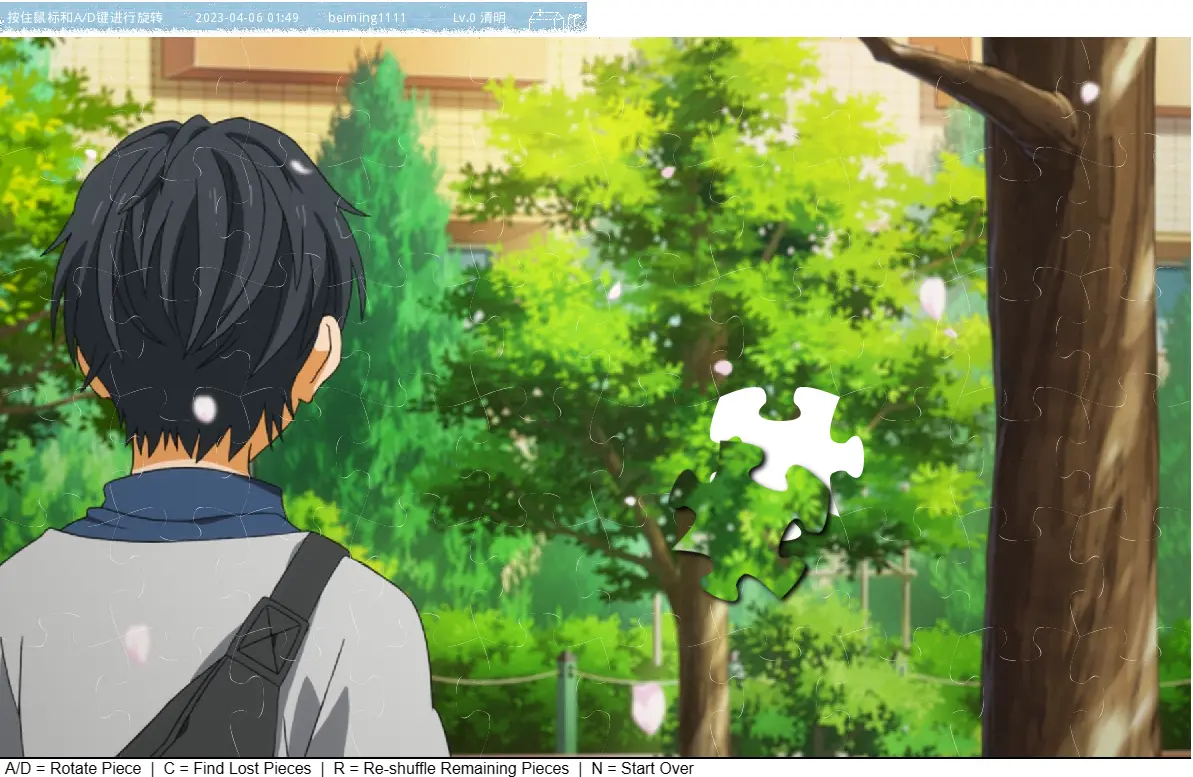 按住鼠标和A/D键进行旋转 2023-04-06 01:49 beiming1111 Lv.0 清明
A/D = Rotate Piece | C = Find Lost Pieces | R = Re-shuffle Remaining Pieces | N = Start Over